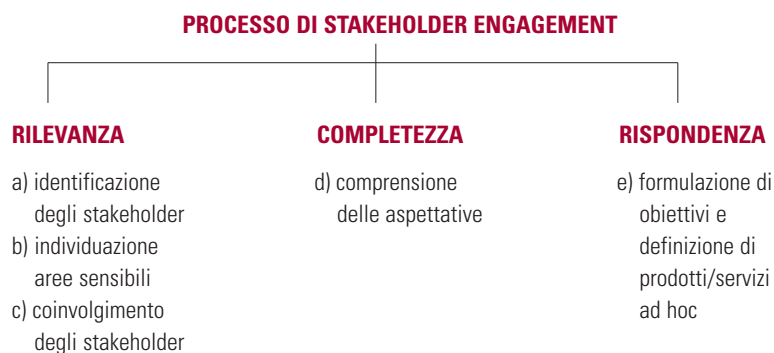 PROCESSO DI STAKEHOLDER ENGAGEMENT
RILEVANZA
a) identificazione
degli stakeholder
b) individuazione
aree sensibili
c) coinvolgimento
degli stakeholder
COMPLETEZZA
d) comprensione
delle aspettative
RISPONDENZA
e) formulazione di
obiettivi e
definizione di
prodotti/servizi
ad hoc